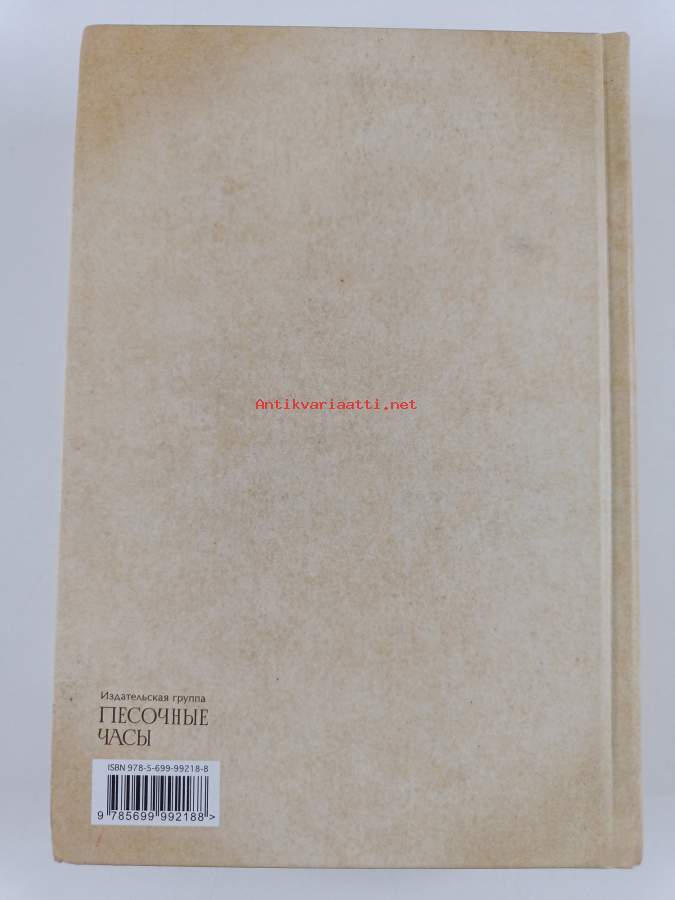 Antikvariaatti.net
Издательская группа
ПЕСОЧНЫЕ
ЧАСЫ
ISBN 978-5-699-99218-8
9 785699 992188>